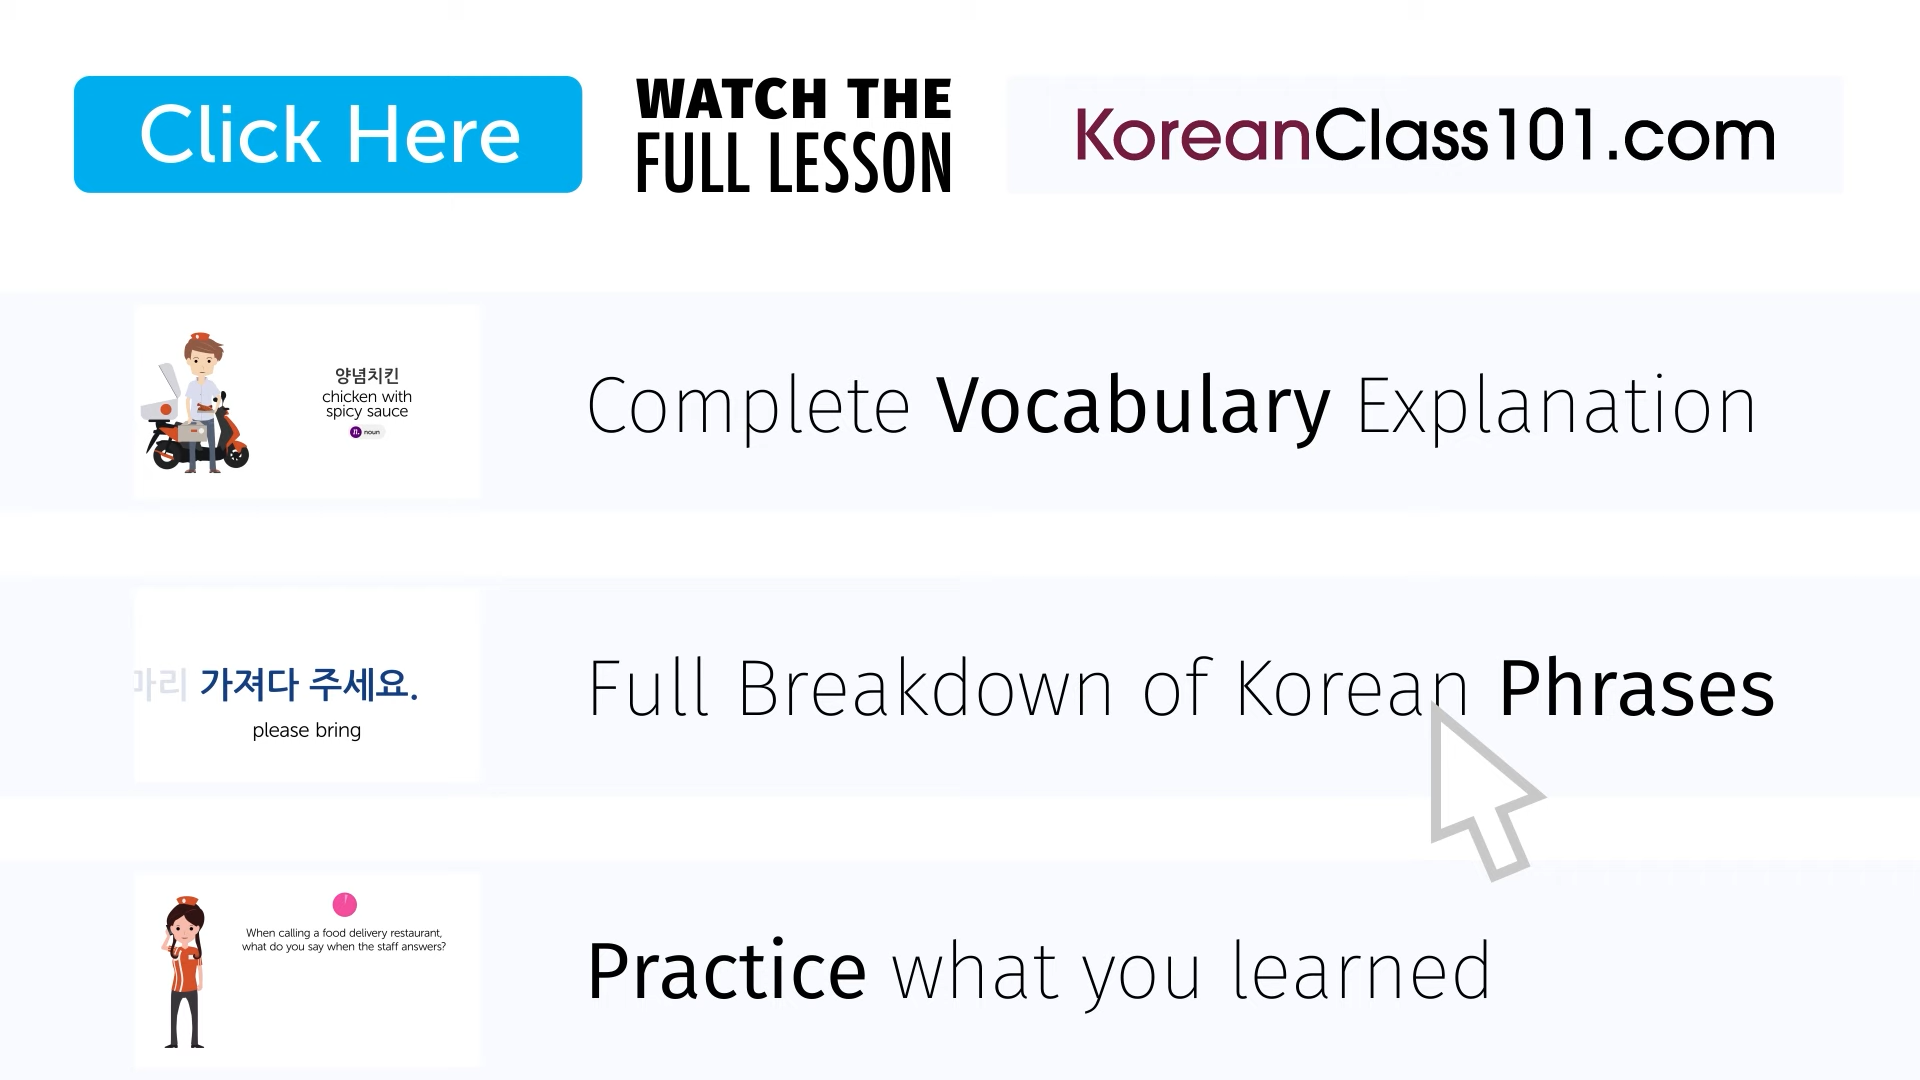 Click Here
WATCH THE
FULL LESSON
KoreanClass101.com
양념치킨
chicken with
spicy sauce
n. noun
Complete Vocabulary Explanation
마리 가져다 주세요.
please bring
Full Breakdown of Korean Phrases
When calling a food delivery restaurant,
what do you say when the staff answers?
Practice what you learned